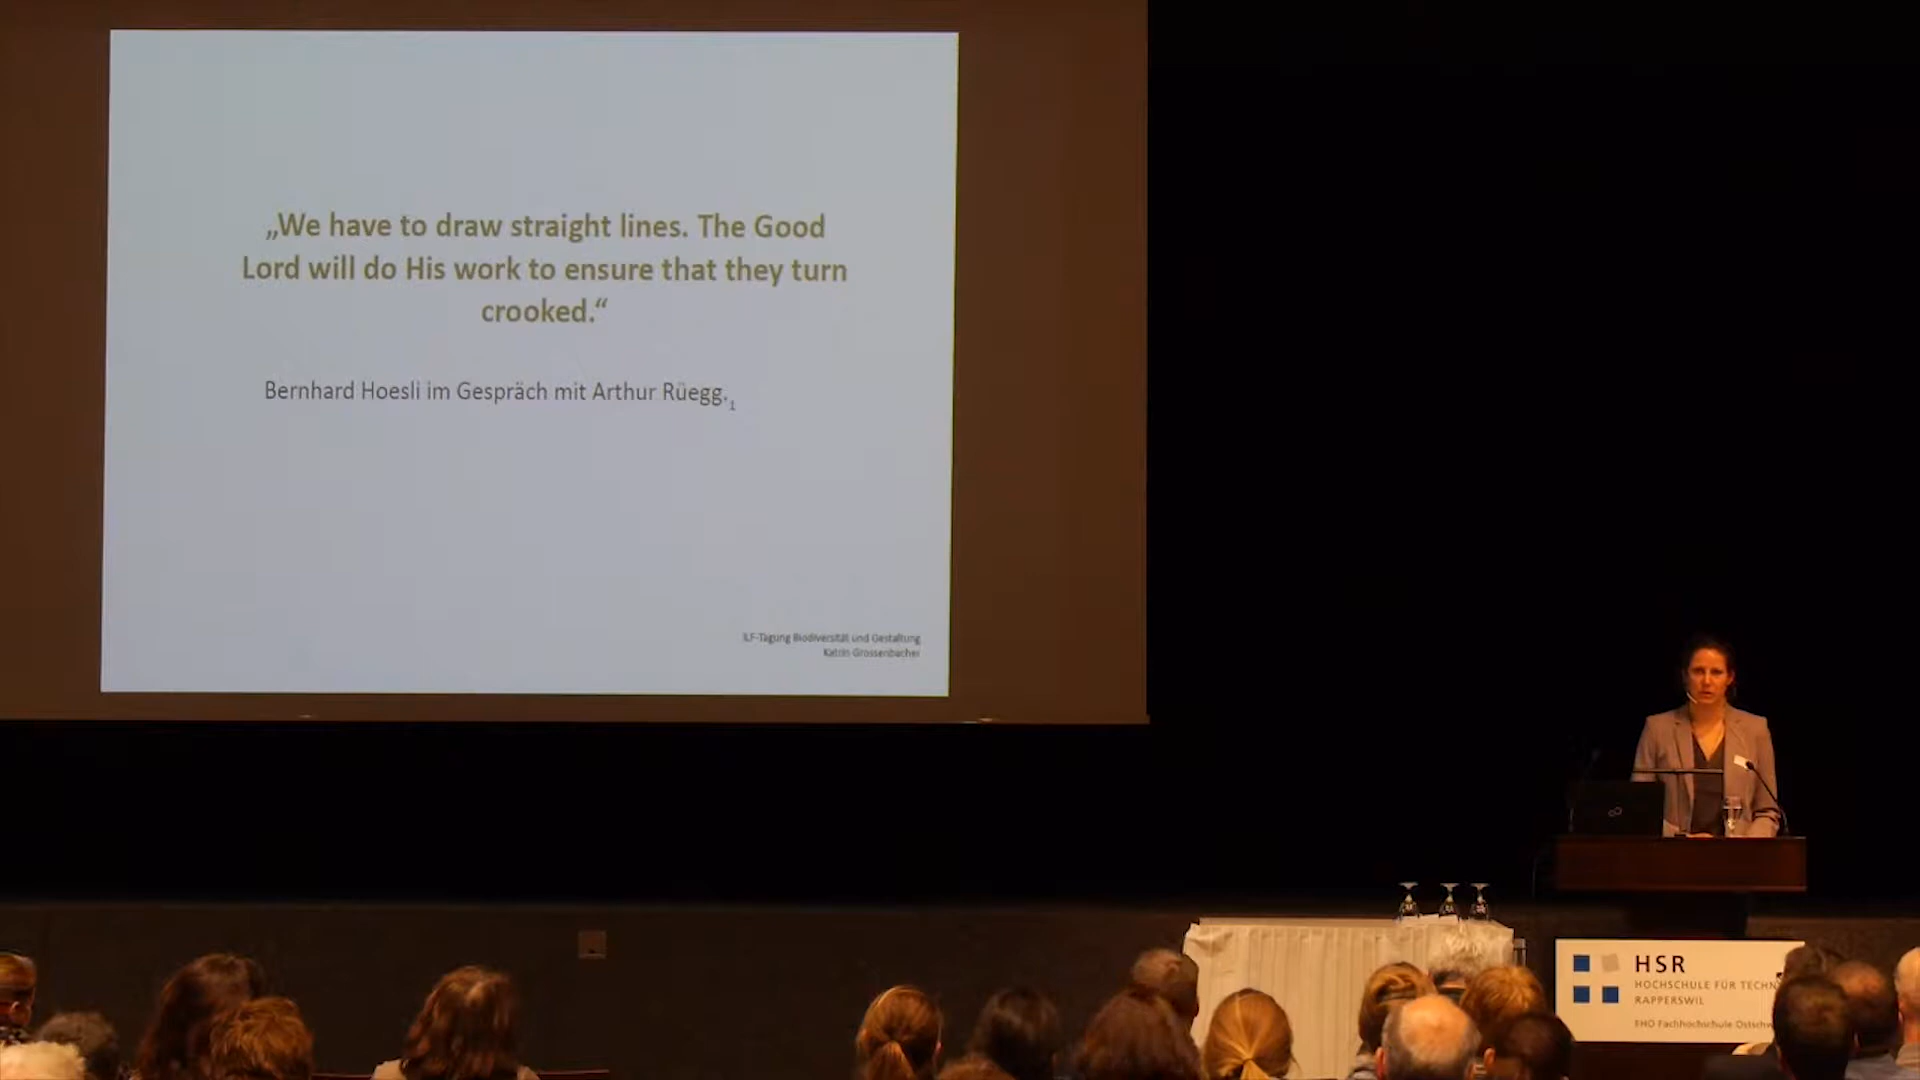 „We have to draw straight lines. The Good
Lord will do His work to ensure that they turn
crooked.“
Bernhard Hoesli im Gespräch mit Arthur Rüegg.1
ILF-Tagung Biodiversität und Gestaltung
Katrin Grossenbacher
HSR
HOCHSCHULE FÜR TECHN
RAPPERSWIL
FHO Fachhochschule Ostschw